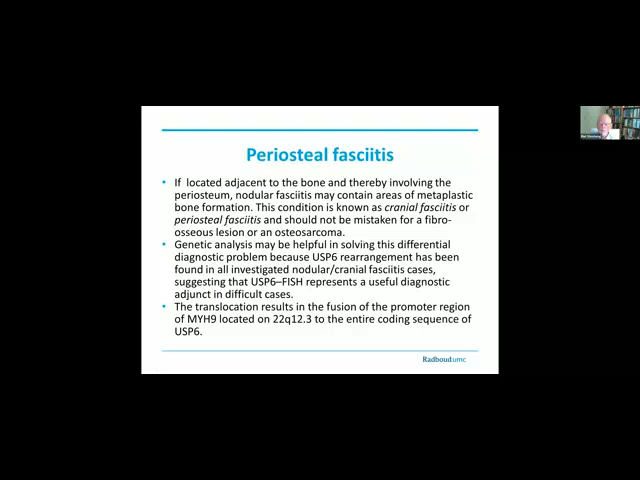 Periosteal fasciitis
• If located adjacent to the bone and thereby involving the
periosteum, nodular fasciitis may contain areas of metaplastic
bone formation. This condition is known as cranial fasciitis or
periosteal fasciitis and should not be mistaken for a fibro-
osseous lesion or an osteosarcoma.
• Genetic analysis may be helpful in solving this differential
diagnostic problem because USP6 rearrangement has been
found in all investigated nodular/cranial fasciitis cases,
suggesting that USP6–FISH represents a useful diagnostic
adjunct in difficult cases.
• The translocation results in the fusion of the promoter region
of MYH9 located on 22q12.3 to the entire coding sequence of
USP6.
Radboudumc